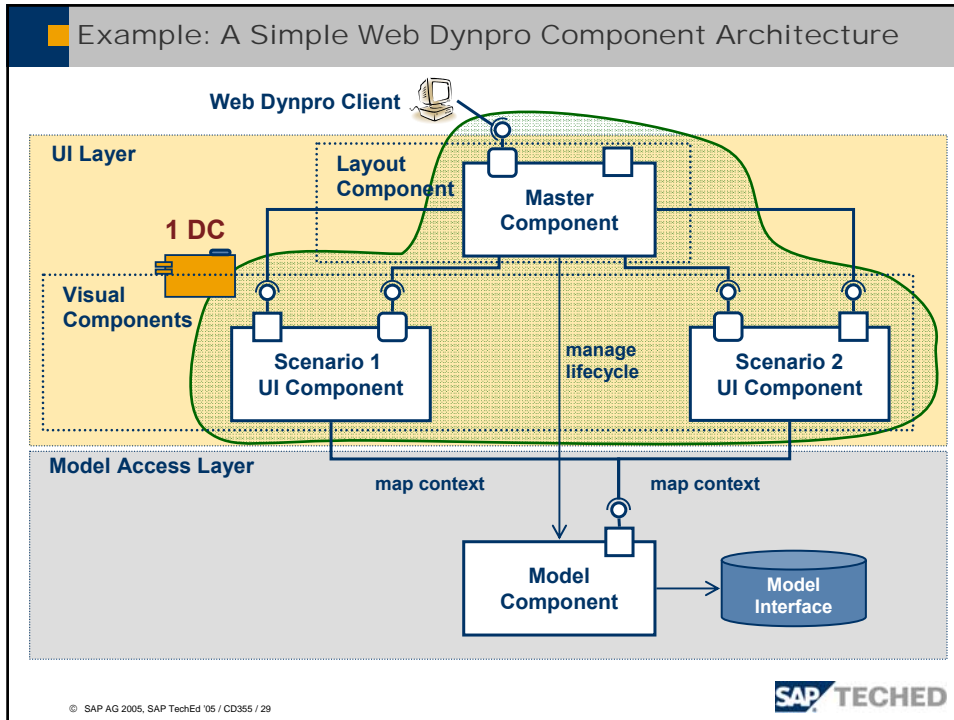 Example: A Simple Web Dynpro Component Architecture
Web Dynpro Client
UI Layer
Layout
Component
Master
Component
1 DC
Visual
Components
Scenario 1
UI Component
manage
lifecycle
Scenario 2
UI Component
Model Access Layer
map context
map context
Model
Component
Model
Interface
© SAP AG 2005, SAP TechEd '05 / CD355 / 29
SAP TECHED